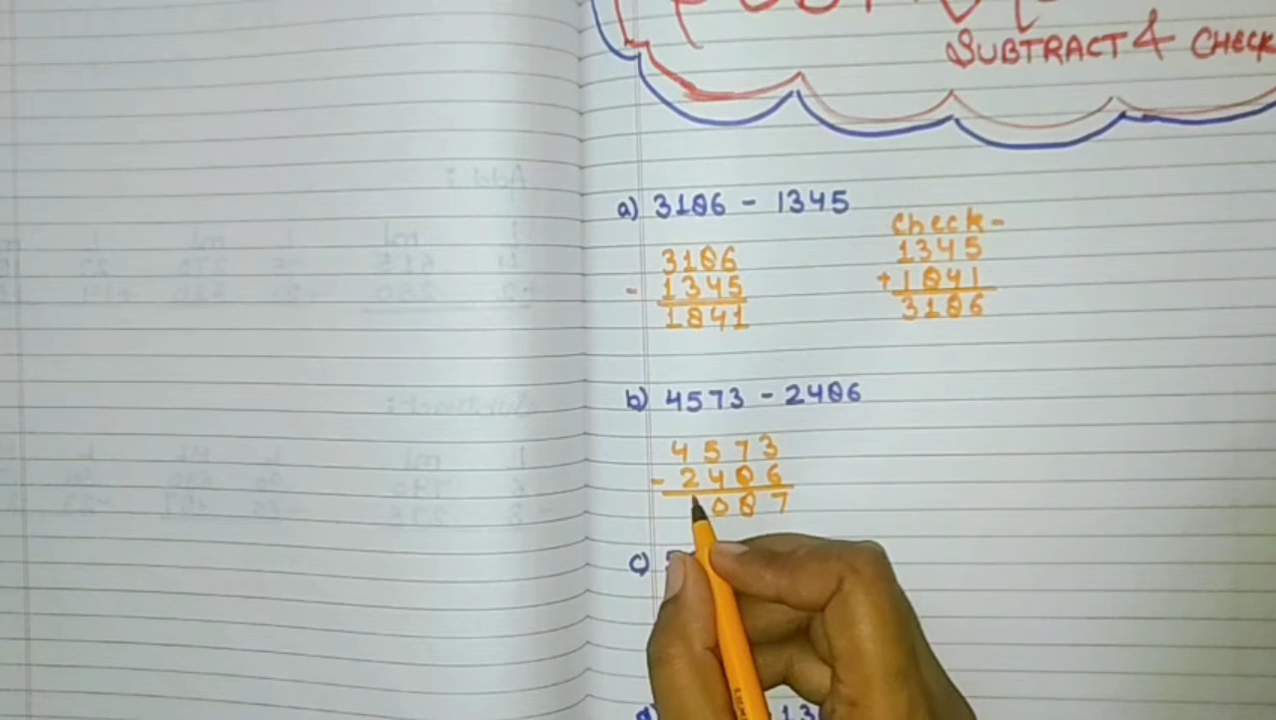 SUBTRACT & CHECK
a) 3186 - 1345
check -
3186
- 1345
1841
1345
+ 1841
3186
b) 4573 - 2486
4573
- 2486
087
c)